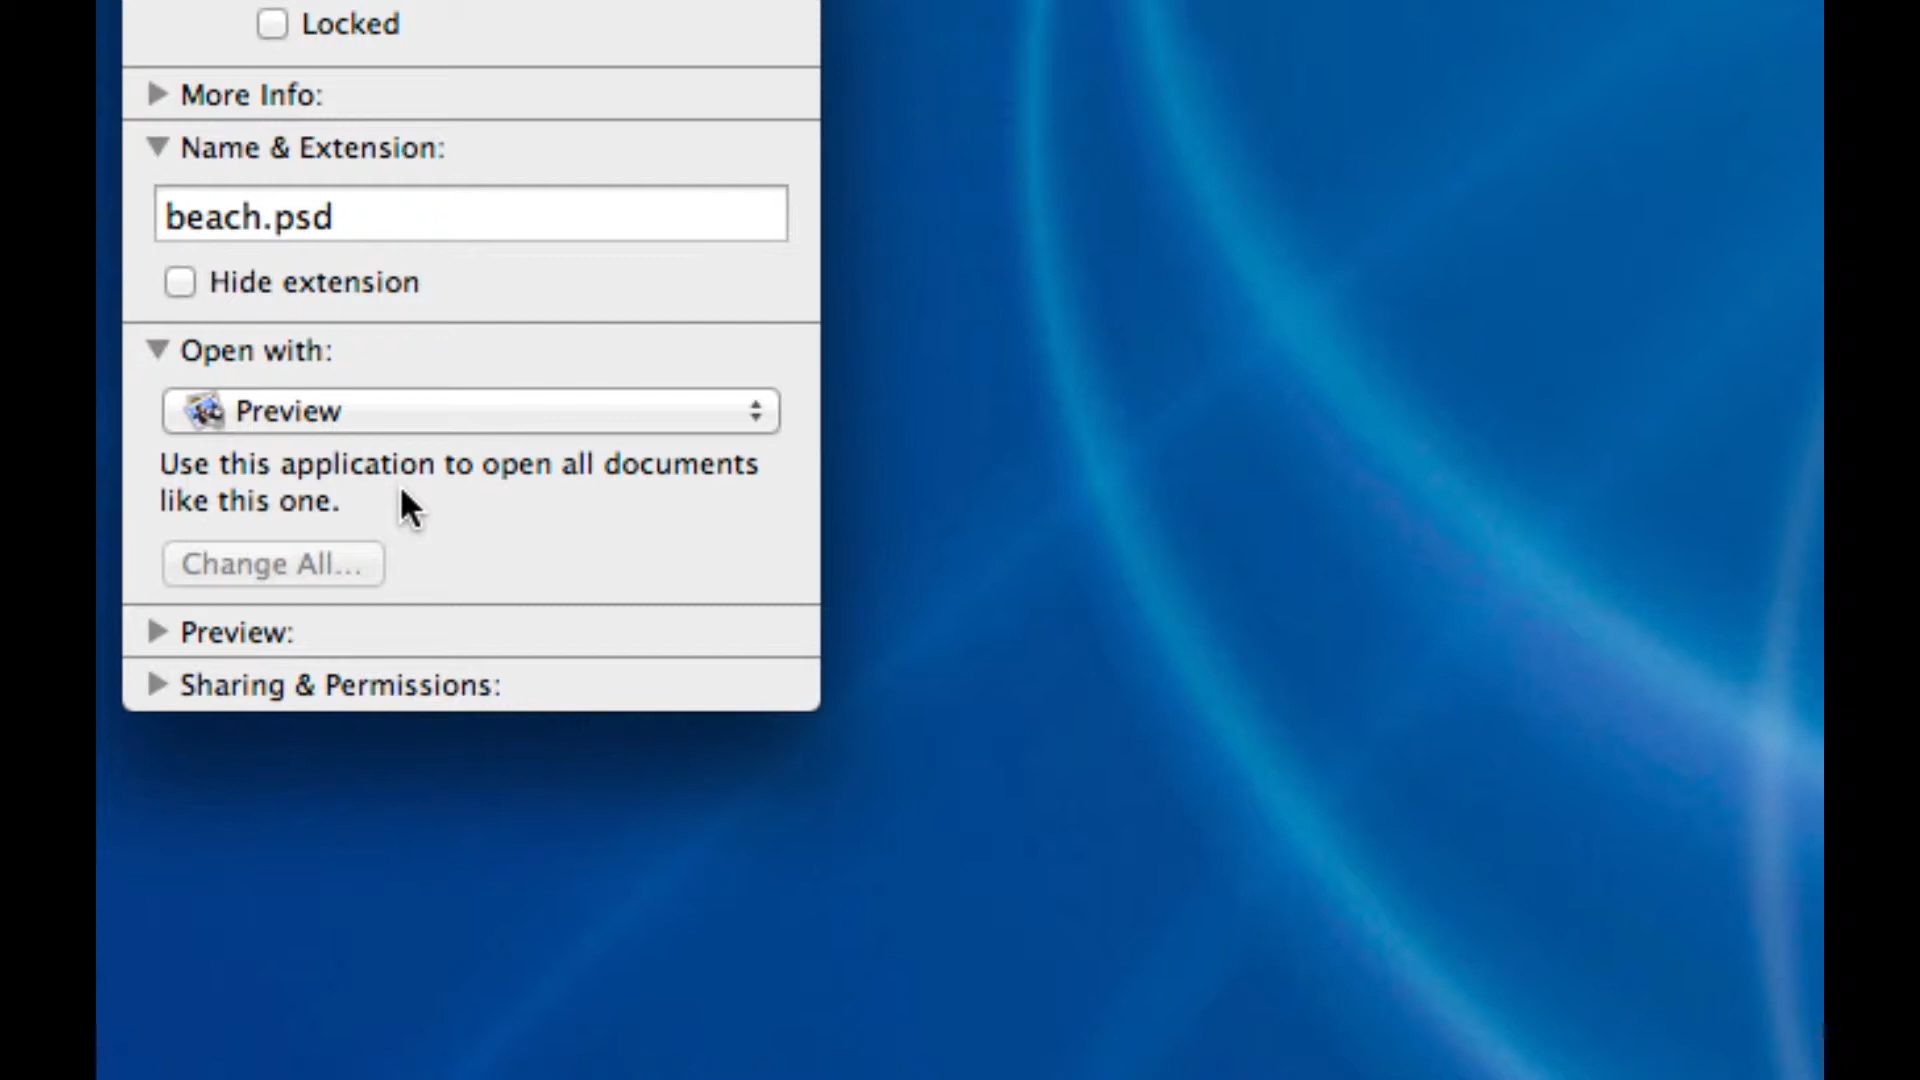 Locked
More Info:
Name & Extension:
beach.psd
Hide extension
Open with:
Preview
Use this application to open all documents
like this one.
Change All...
Preview:
Sharing & Permissions: